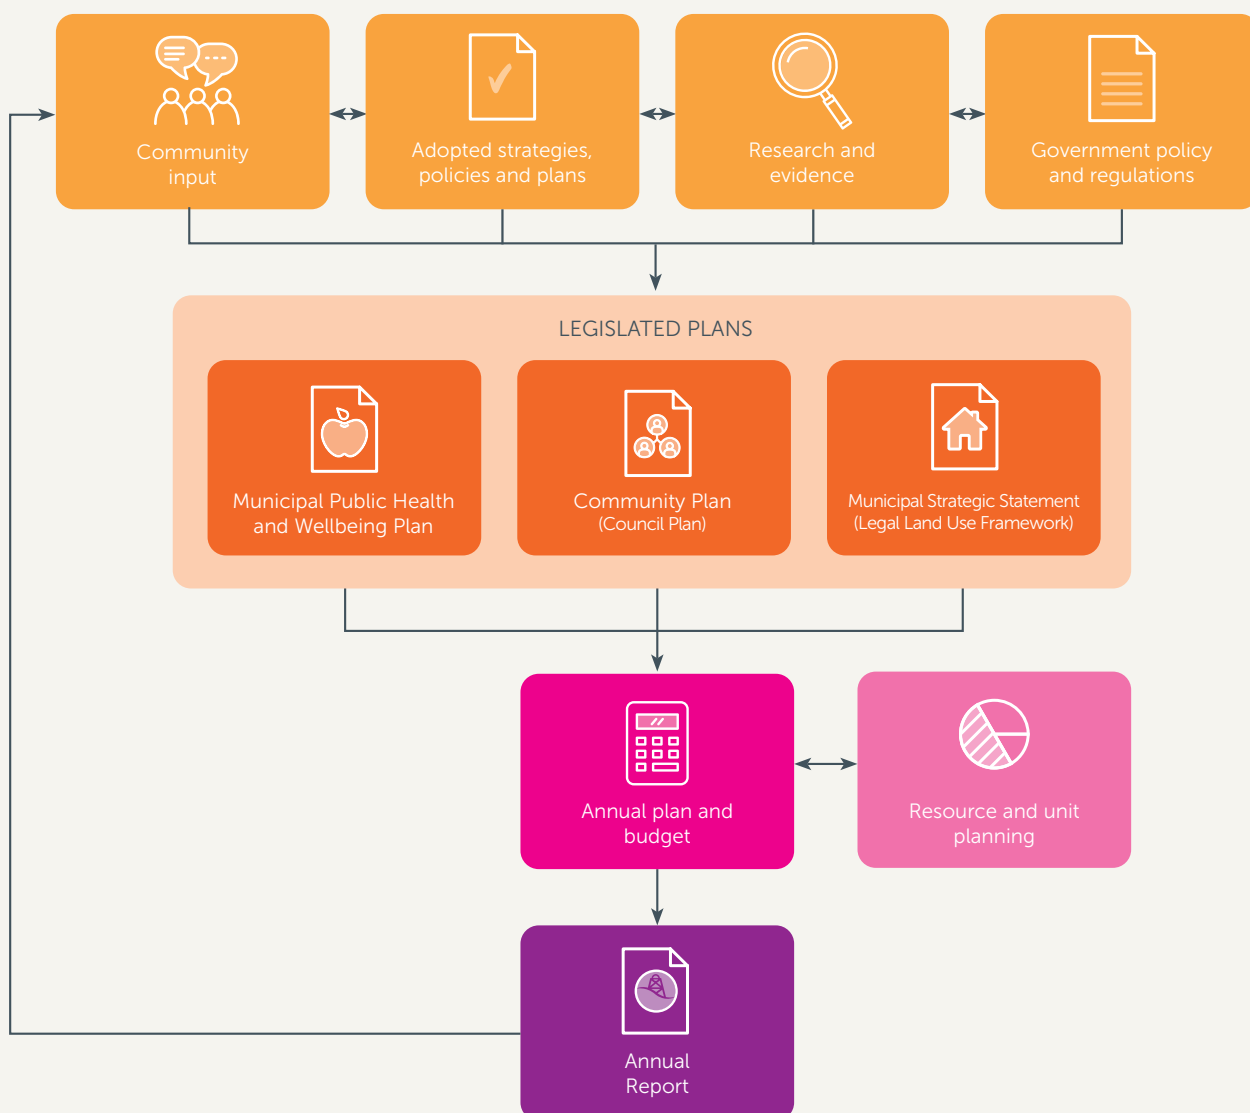 Community
input
Adopted strategies,
policies and plans
Research and
evidence
Government policy
and regulations
LEGISLATED PLANS
Municipal Public Health
and Wellbeing Plan
Community Plan
(Council Plan)
Municipal Strategic Statement
(Legal Land Use Framework)
Annual plan and
budget
Resource and unit
planning
Annual
Report